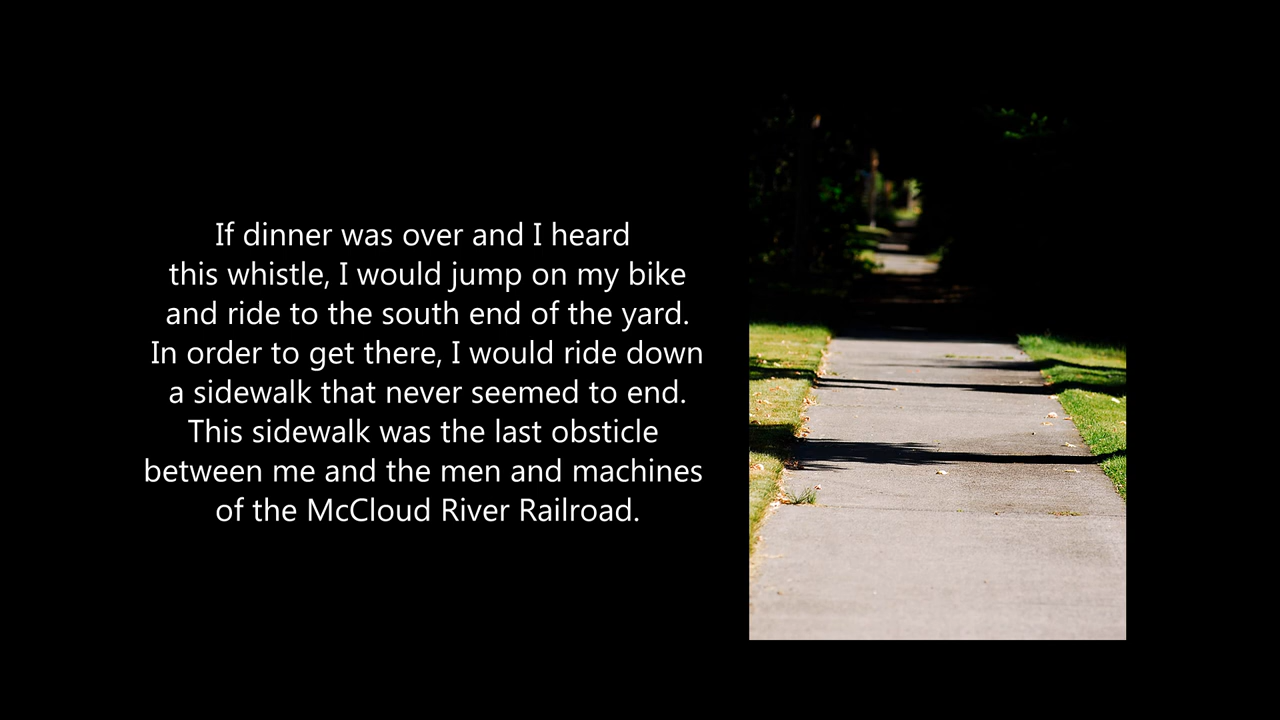 If dinner was over and I heard
this whistle, I would jump on my bike
and ride to the south end of the yard.
In order to get there, I would ride down
a sidewalk that never seemed to end.
This sidewalk was the last obsticle
between me and the men and machines
of the McCloud River Railroad.